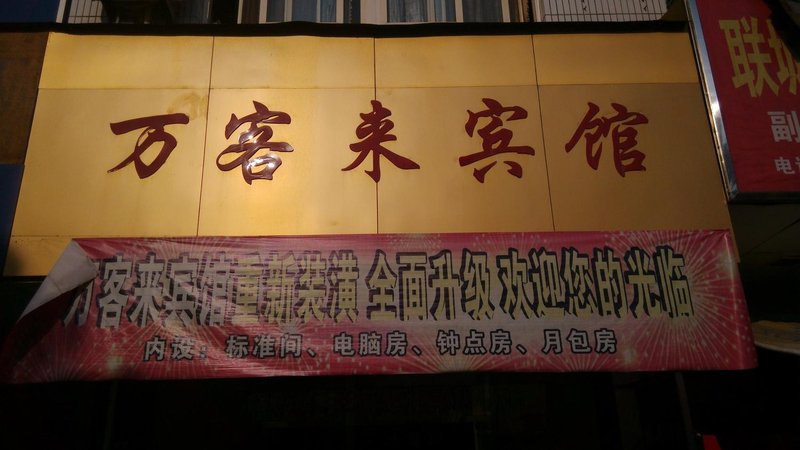 万客来宾馆
万客来宾馆重新装潢 全面升级 欢迎您的光临
内设：标准间、电脑房、钟点房、月包房
联
副
电